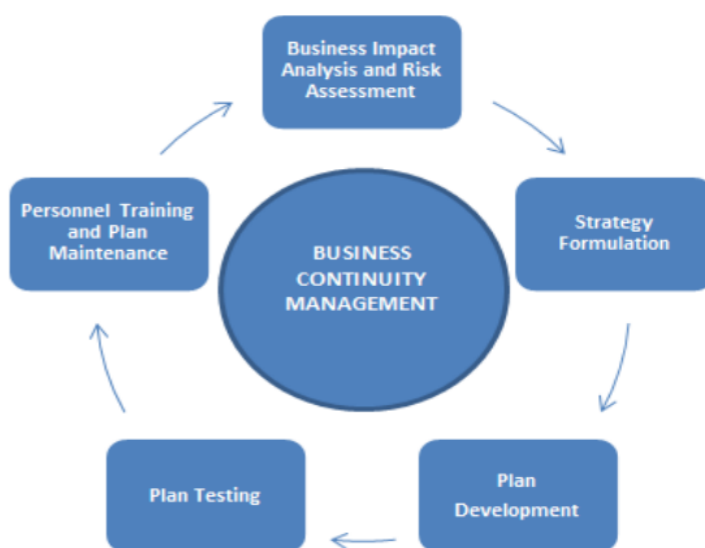 Business Impact
Analysis and Risk
Assessment
Strategy
Formulation
Plan
Development
Plan Testing
Personnel Training
and Plan
Maintenance
BUSINESS
CONTINUITY
MANAGEMENT